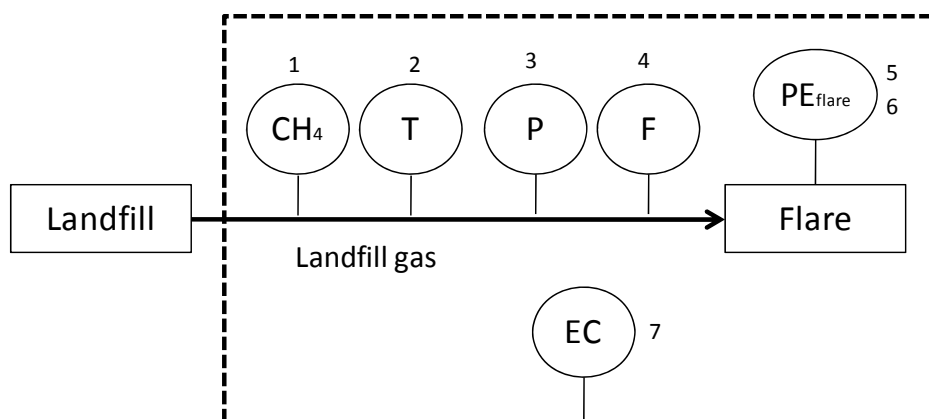 1 2 3 4
CH4 T P F PEflare 5
6
Landfill Flare
Landfill gas
EC 7